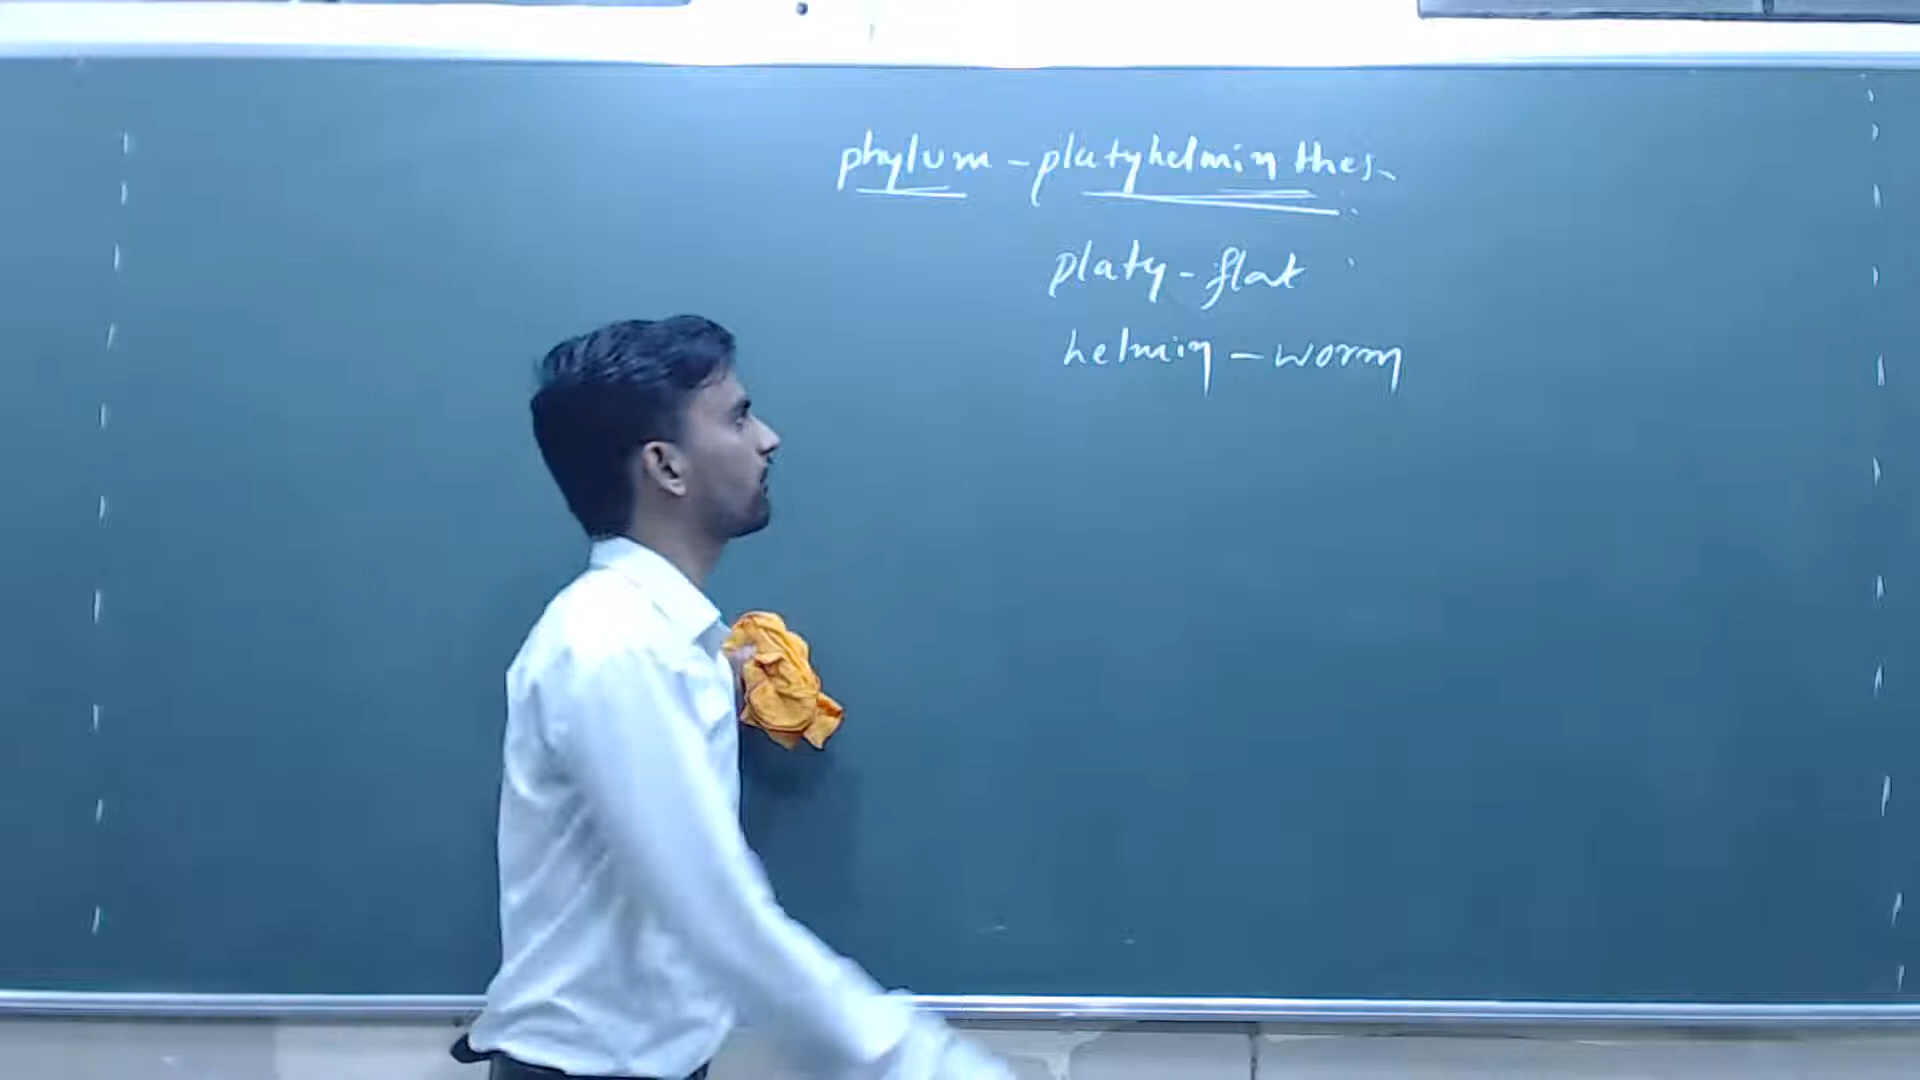 phylum - platyhelminthes
platy - flat
helmin - worm